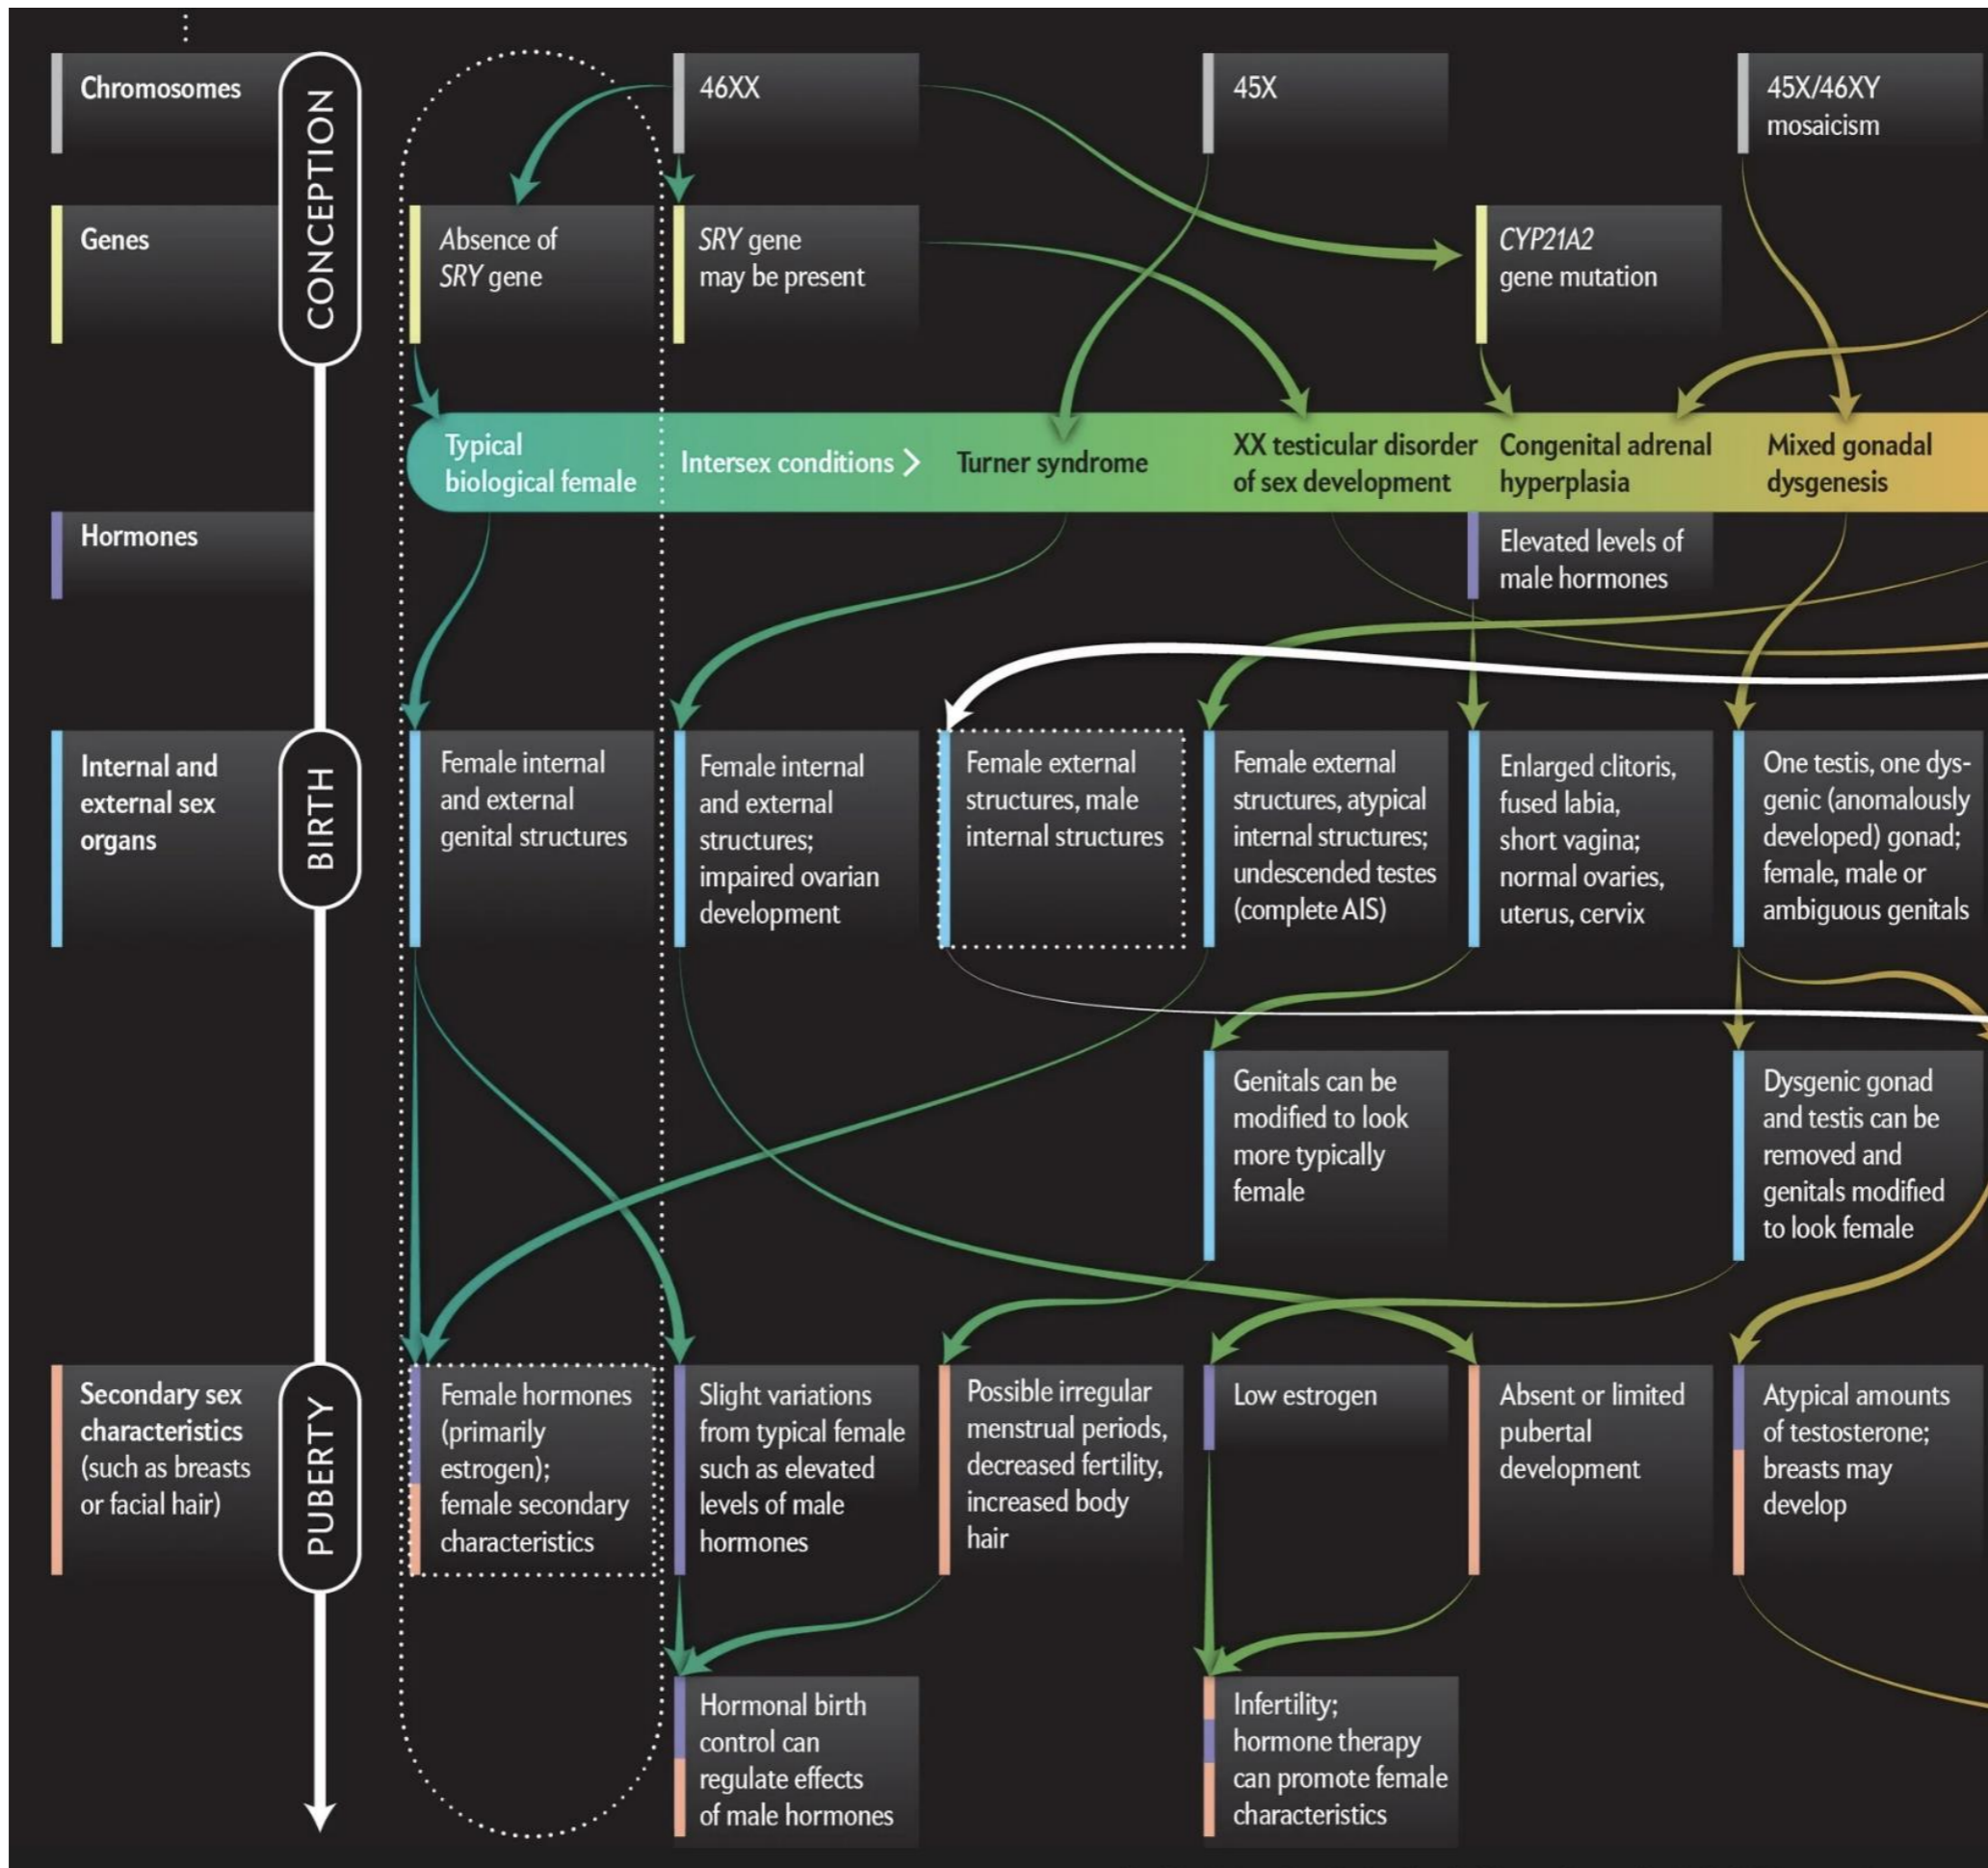 Chromosomes
CONCEPTION
46XX
45X
45X/46XY
mosaicism
Genes
Absence of
SRY gene
SRY gene
may be present
CYP21A2
gene mutation
Typical
biological female
Intersex conditions >
Turner syndrome
XX testicular disorder
of sex development
Congenital adrenal
hyperplasia
Mixed gonadal
dysgenesis
Hormones
Elevated levels of
male hormones
Internal and
external sex
organs
BIRTH
Female internal
and external
genital structures
Female internal
and external
structures;
impaired ovarian
development
Female external
structures, male
internal structures
Female external
structures, atypical
internal structures;
undescended testes
(complete AIS)
Enlarged clitoris,
fused labia,
short vagina;
normal ovaries,
uterus, cervix
One testis, one dys-
genic (anomalously
developed) gonad;
female, male or
ambiguous genitals
Genitals can be
modified to look
more typically
female
Dysgenic gonad
and testis can be
removed and
genitals modified
to look female
Secondary sex
characteristics
(such as breasts
or facial hair)
PUBERTY
Female hormones
(primarily
estrogen);
female secondary
characteristics
Slight variations
from typical female
such as elevated
levels of male
hormones
Possible irregular
menstrual periods,
decreased fertility,
increased body
hair
Low estrogen
Absent or limited
pubertal
development
Atypical amounts
of testosterone;
breasts may
develop
Hormonal birth
control can
regulate effects
of male hormones
Infertility;
hormone therapy
can promote female
characteristics